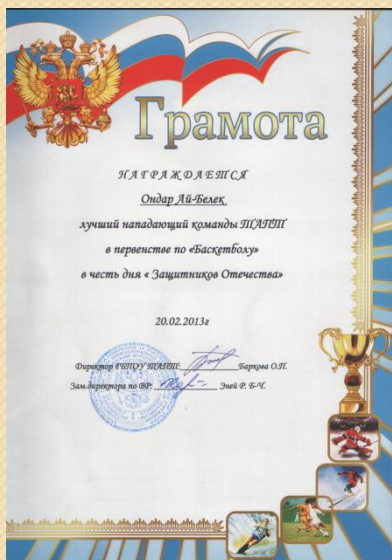 Грамота
НАГРАЖДАЕТСЯ
Ондар Ай-Белек
лучший нападающий команды ТАПТ
в первенстве по «Баскетболу»
в честь дня « Защитников Отечества»
20.02.2013г
Директор ГБПОУ ТАПТ: Баркова О.П.
Зам.директора по ВР: Эней Р. Б-Ч.